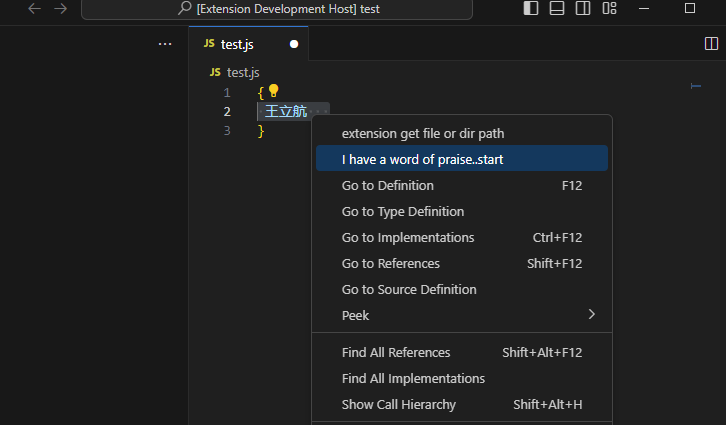 [Extension Development Host] test
JS test.js
JS test.js
1 {
2 王立航
3 }
extension get file or dir path
I have a word of praise..start
Go to Definition F12
Go to Type Definition
Go to Implementations Ctrl+F12
Go to References Shift+F12
Go to Source Definition
Peek
Find All References Shift+Alt+F12
Find All Implementations
Show Call Hierarchy Shift+Alt+H